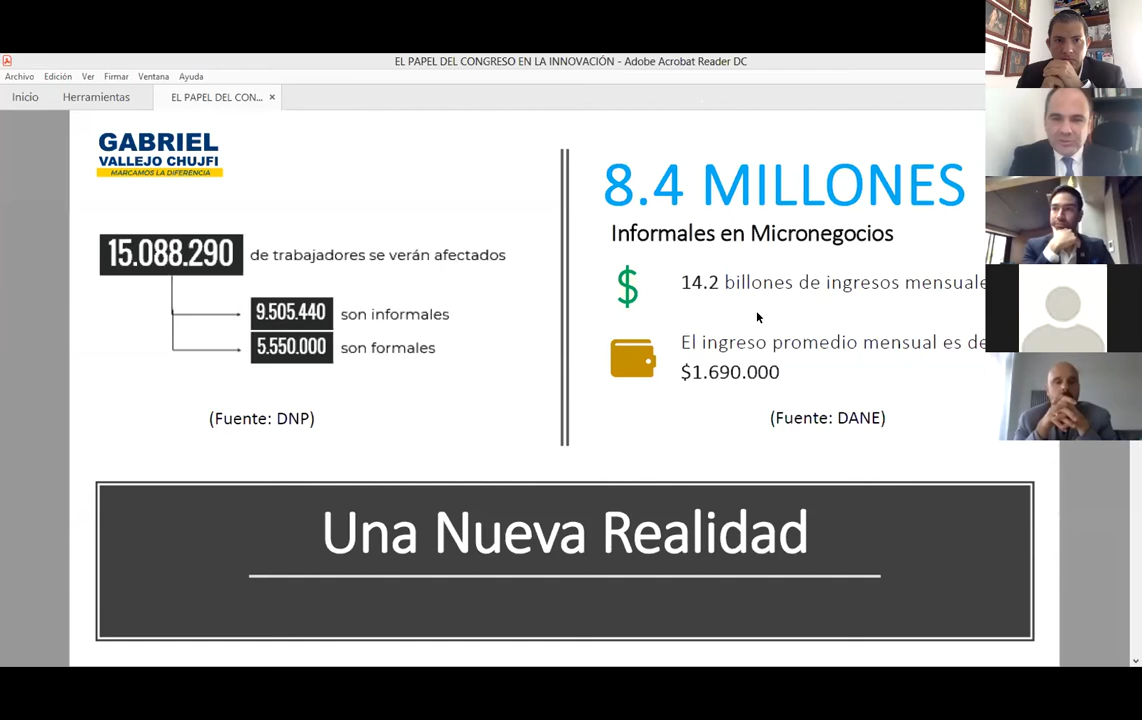 EL PAPEL DEL CONGRESO EN LA INNOVACIÓN - Adobe Acrobat Reader DC
Archivo Edición Ver Firmar Ventana Ayuda
Inicio Herramientas EL PAPEL DEL CON... ×
GABRIEL
VALLEJO CHUJFI
MARCAMOS LA DIFERENCIA
15.088.290 de trabajadores se verán afectados
9.505.440 son informales
5.550.000 son formales
(Fuente: DNP)
8.4 MILLONES
Informales en Micronegocios
$ 14.2 billones de ingresos mensuale
El ingreso promedio mensual es de
$1.690.000
(Fuente: DANE)
Una Nueva Realidad